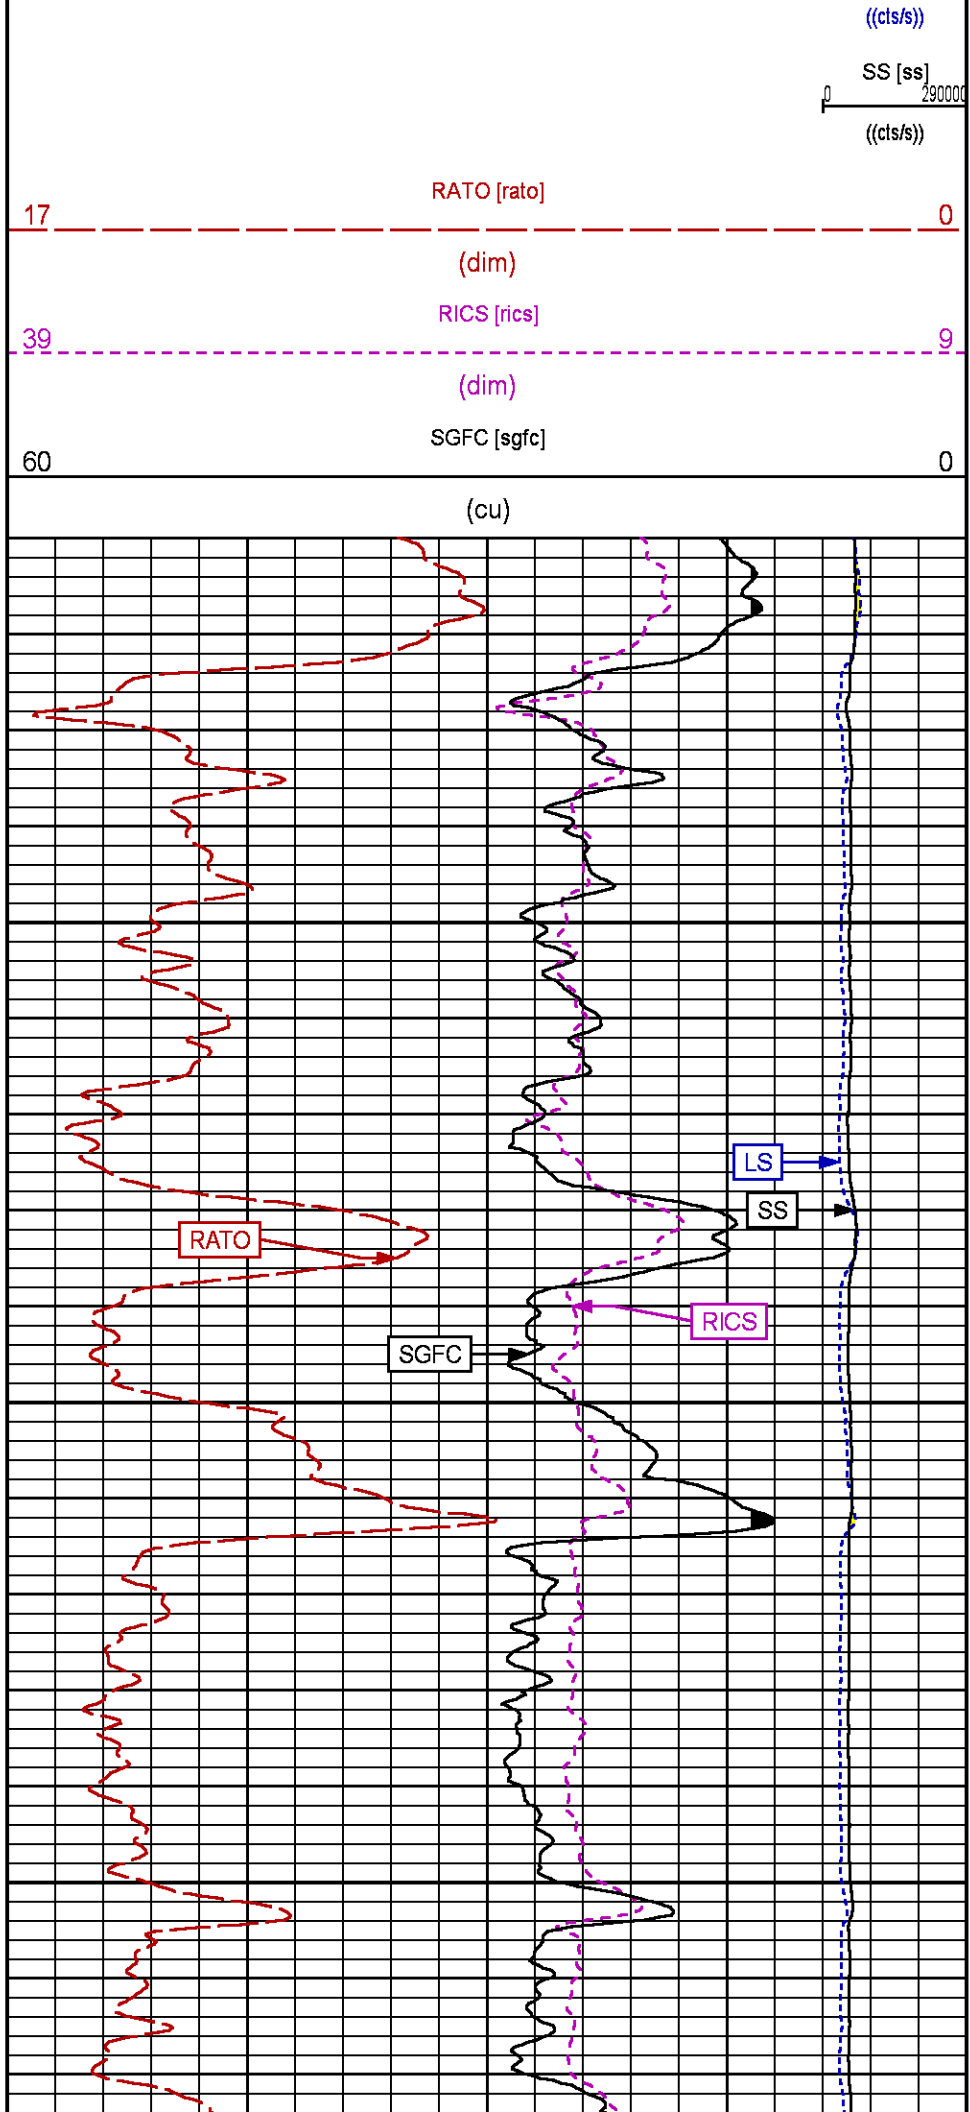 ((cts/s))
SS [ss]
0 290000
((cts/s))
RATO [rato]
17 0
(dim)
RICS [rics]
39 9
(dim)
SGFC [sgfc]
60 0
(cu)
LS
SS
RATO
RICS
SGFC